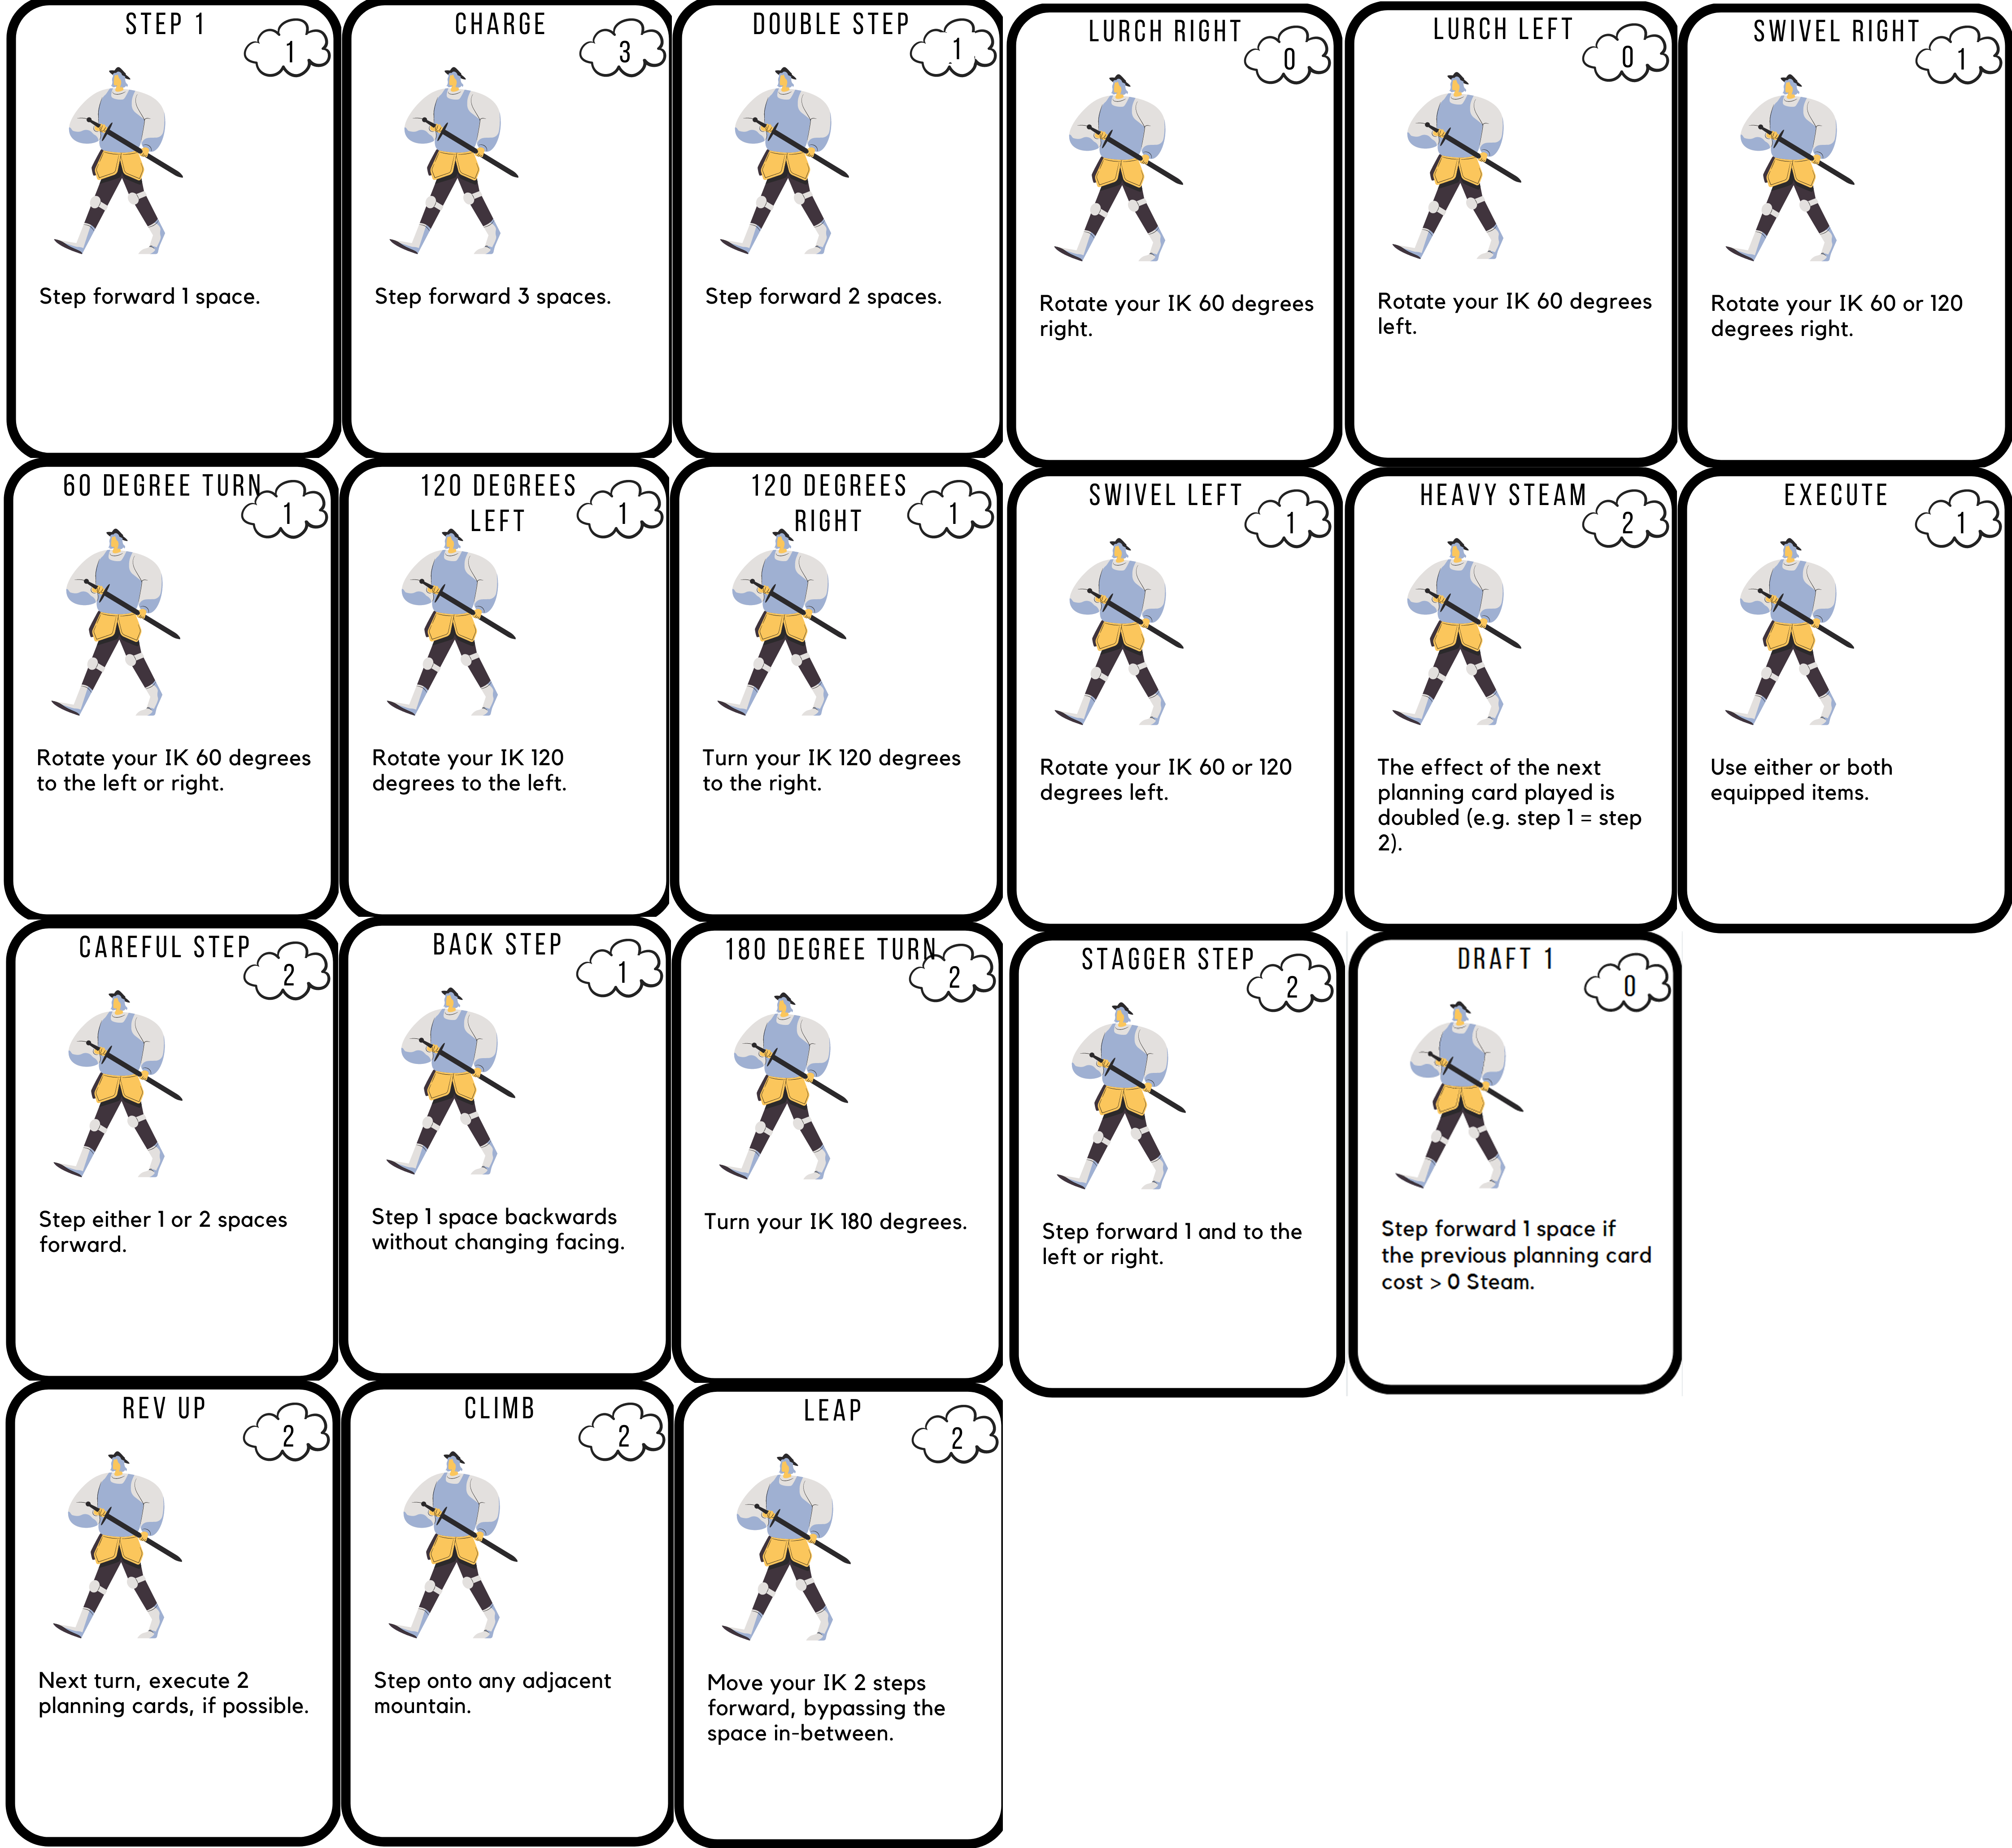 STEP 1
1
Step forward 1 space.
CHARGE
3
Step forward 3 spaces.
DOUBLE STEP
1
Step forward 2 spaces.
LURCH RIGHT
0
Rotate your IK 60 degrees
right.
LURCH LEFT
0
Rotate your IK 60 degrees
left.
SWIVEL RIGHT
1
Rotate your IK 60 or 120
degrees right.
60 DEGREE TURN
1
Rotate your IK 60 degrees
to the left or right.
120 DEGREES
LEFT
1
Rotate your IK 120
degrees to the left.
120 DEGREES
RIGHT
1
Turn your IK 120 degrees
to the right.
SWIVEL LEFT
1
Rotate your IK 60 or 120
degrees left.
HEAVY STEAM
2
The effect of the next
planning card played is
doubled (e.g. step 1 = step
2).
EXECUTE
1
Use either or both
equipped items.
CAREFUL STEP
2
Step either 1 or 2 spaces
forward.
BACK STEP
1
Step 1 space backwards
without changing facing.
180 DEGREE TURN
2
Turn your IK 180 degrees.
STAGGER STEP
2
Step forward 1 and to the
left or right.
DRAFT 1
0
Step forward 1 space if
the previous planning card
cost > 0 Steam.
REV UP
2
Next turn, execute 2
planning cards, if possible.
CLIMB
2
Step onto any adjacent
mountain.
LEAP
2
Move your IK 2 steps
forward, bypassing the
space in-between.